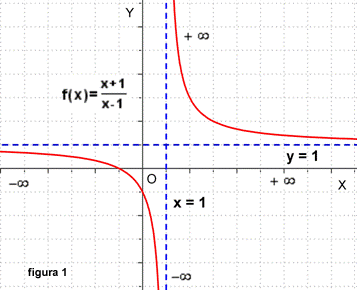 Y
+ ∞
f(x)=x+1/x-1
y = 1
-∞
O
+ ∞
X
x = 1
figura 1
-∞